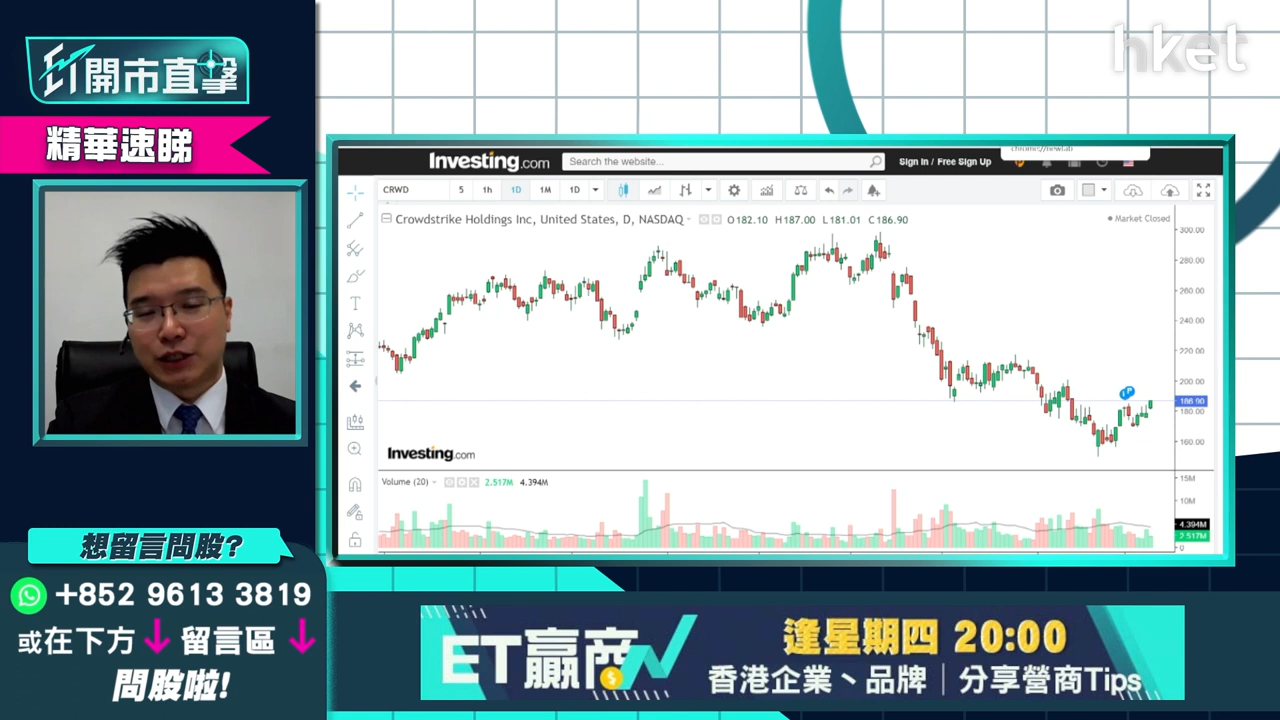 hket
ET開市直擊
精華速睇
Investing.com
Search the website...
Sign In / Free Sign Up
chrome://newtab
CRWD
5
1h
1D
1M
1D
Crowdstrike Holdings Inc, United States, D, NASDAQ
O182.10 H187.00 L181.01 C186.90
Market Closed
300.00
280.00
260.00
240.00
220.00
200.00
186.90
180.00
160.00
Investing.com
Volume (20)
2.517M 4.394M
15M
10M
4.394M
2.517M
0
想留言問股?
+852 9613 3819
或在下方 留言區
問股啦!
ET贏商
逢星期四 20:00
香港企業、品牌｜分享營商Tips